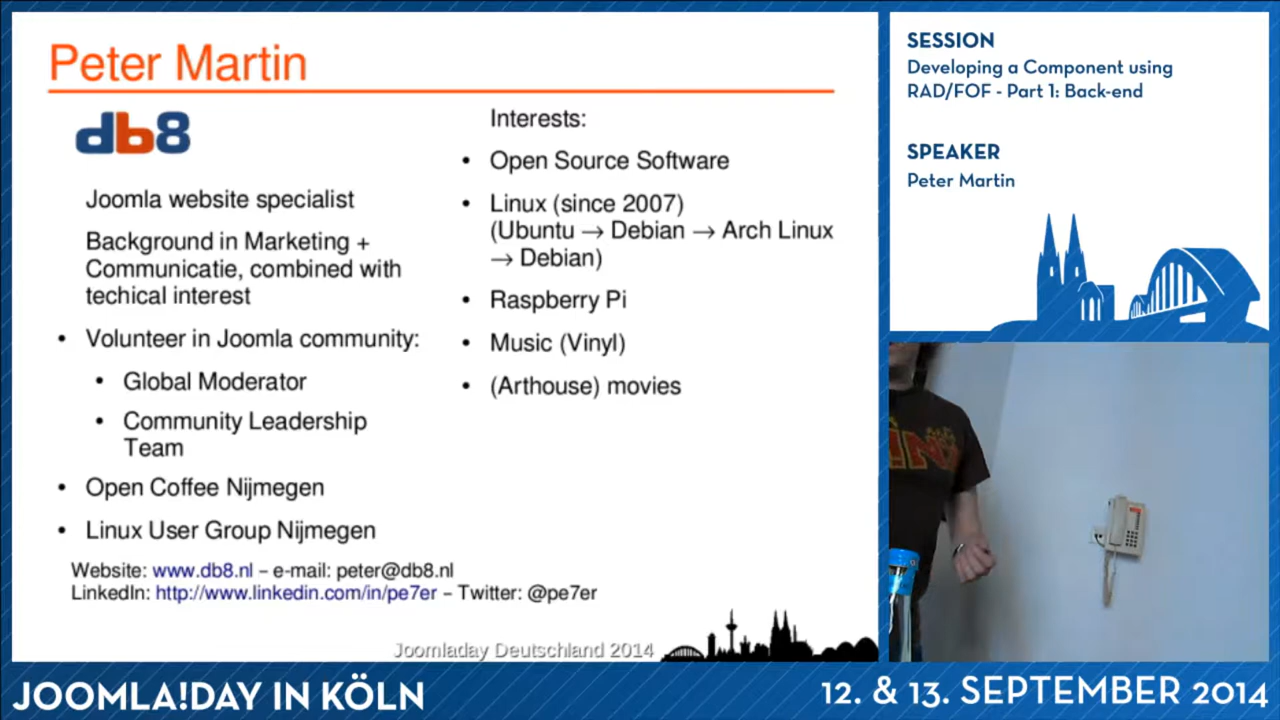 Peter Martin
db8
Joomla website specialist
Background in Marketing +
Communicatie, combined with
techical interest
• Volunteer in Joomla community:
• Global Moderator
• Community Leadership
Team
• Open Coffee Nijmegen
• Linux User Group Nijmegen
Interests:
• Open Source Software
• Linux (since 2007)
(Ubuntu → Debian → Arch Linux
→ Debian)
• Raspberry Pi
• Music (Vinyl)
• (Arthouse) movies
Website: www.db8.nl – e-mail: peter@db8.nl
LinkedIn: http://www.linkedin.com/in/pe7er – Twitter: @pe7er
Joomladay Deutschland 2014
SESSION
Developing a Component using
RAD/FOF - Part 1: Back-end
SPEAKER
Peter Martin
JOOMLA!DAY IN KÖLN
12. & 13. SEPTEMBER 2014